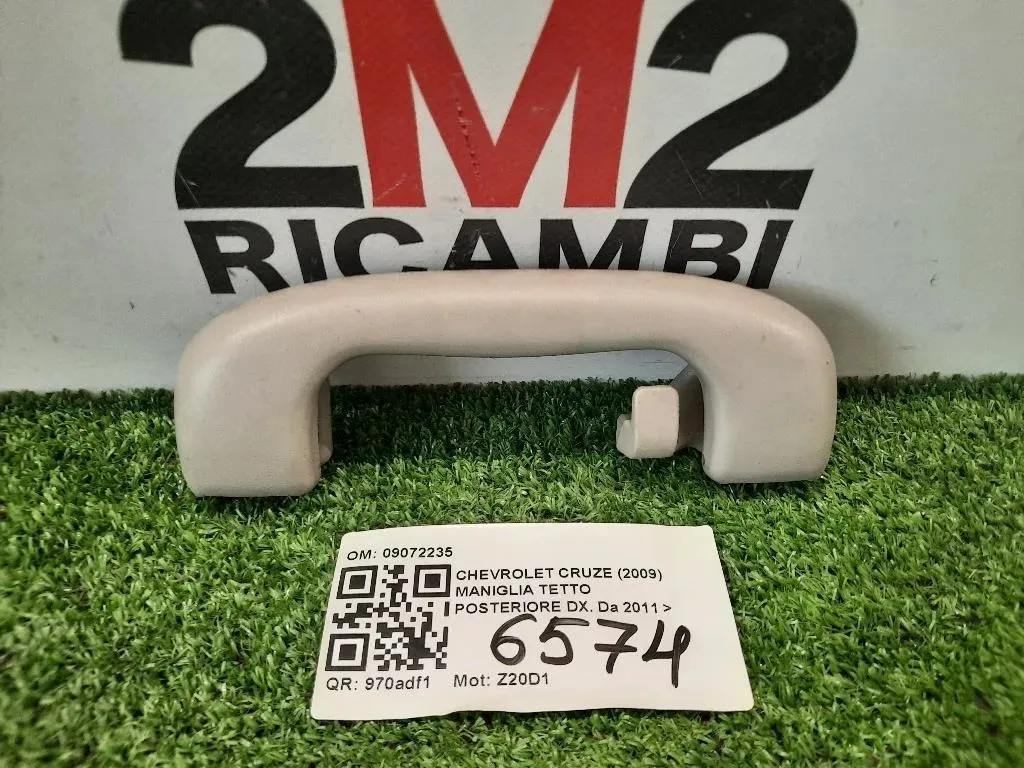 2M2
RICAMBI
OM: 09072235
CHEVROLET CRUZE (2009)
MANIGLIA TETTO
POSTERIORE DX. Da 2011 >
6574
QR: 970adf1 Mot: Z20D1